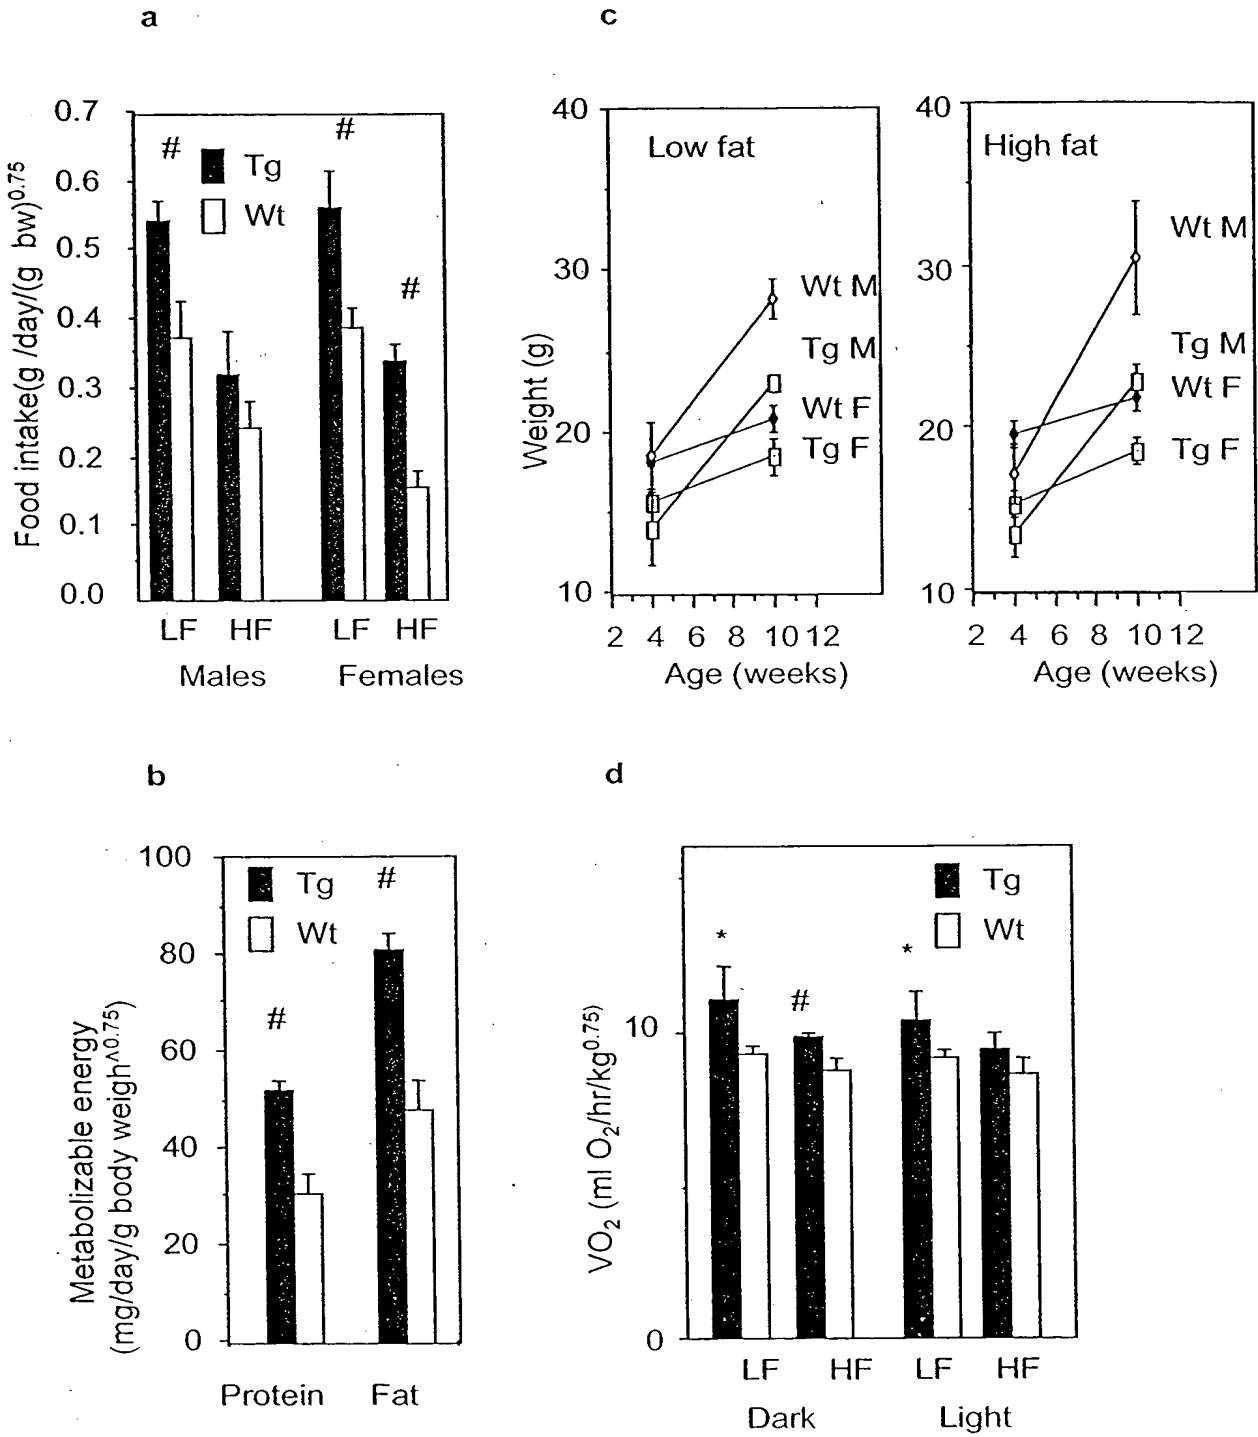 a
Food intake(g /day/(g bw)0.75
0.7
0.6
0.5
0.4
0.3
0.2
0.1
0.0
#
#
#
Tg
Wt
LF HF LF HF
Males Females
c
Weight (g)
40
30
20
10
Low fat
Wt M
Tg M
Wt F
Tg F
2 4 6 8 10 12
Age (weeks)
40
30
20
10
High fat
Wt M
Tg M
Wt F
Tg F
2 4 6 8 10 12
Age (weeks)
b
Metabolizable energy
(mg/day/g body weigh^0.75)
100
80
60
40
20
0
Tg
Wt
#
#
Protein Fat
d
VO2 (ml O2/hr/kg0.75)
10
0
Tg
Wt
*
#
*
LF HF LF HF
Dark Light